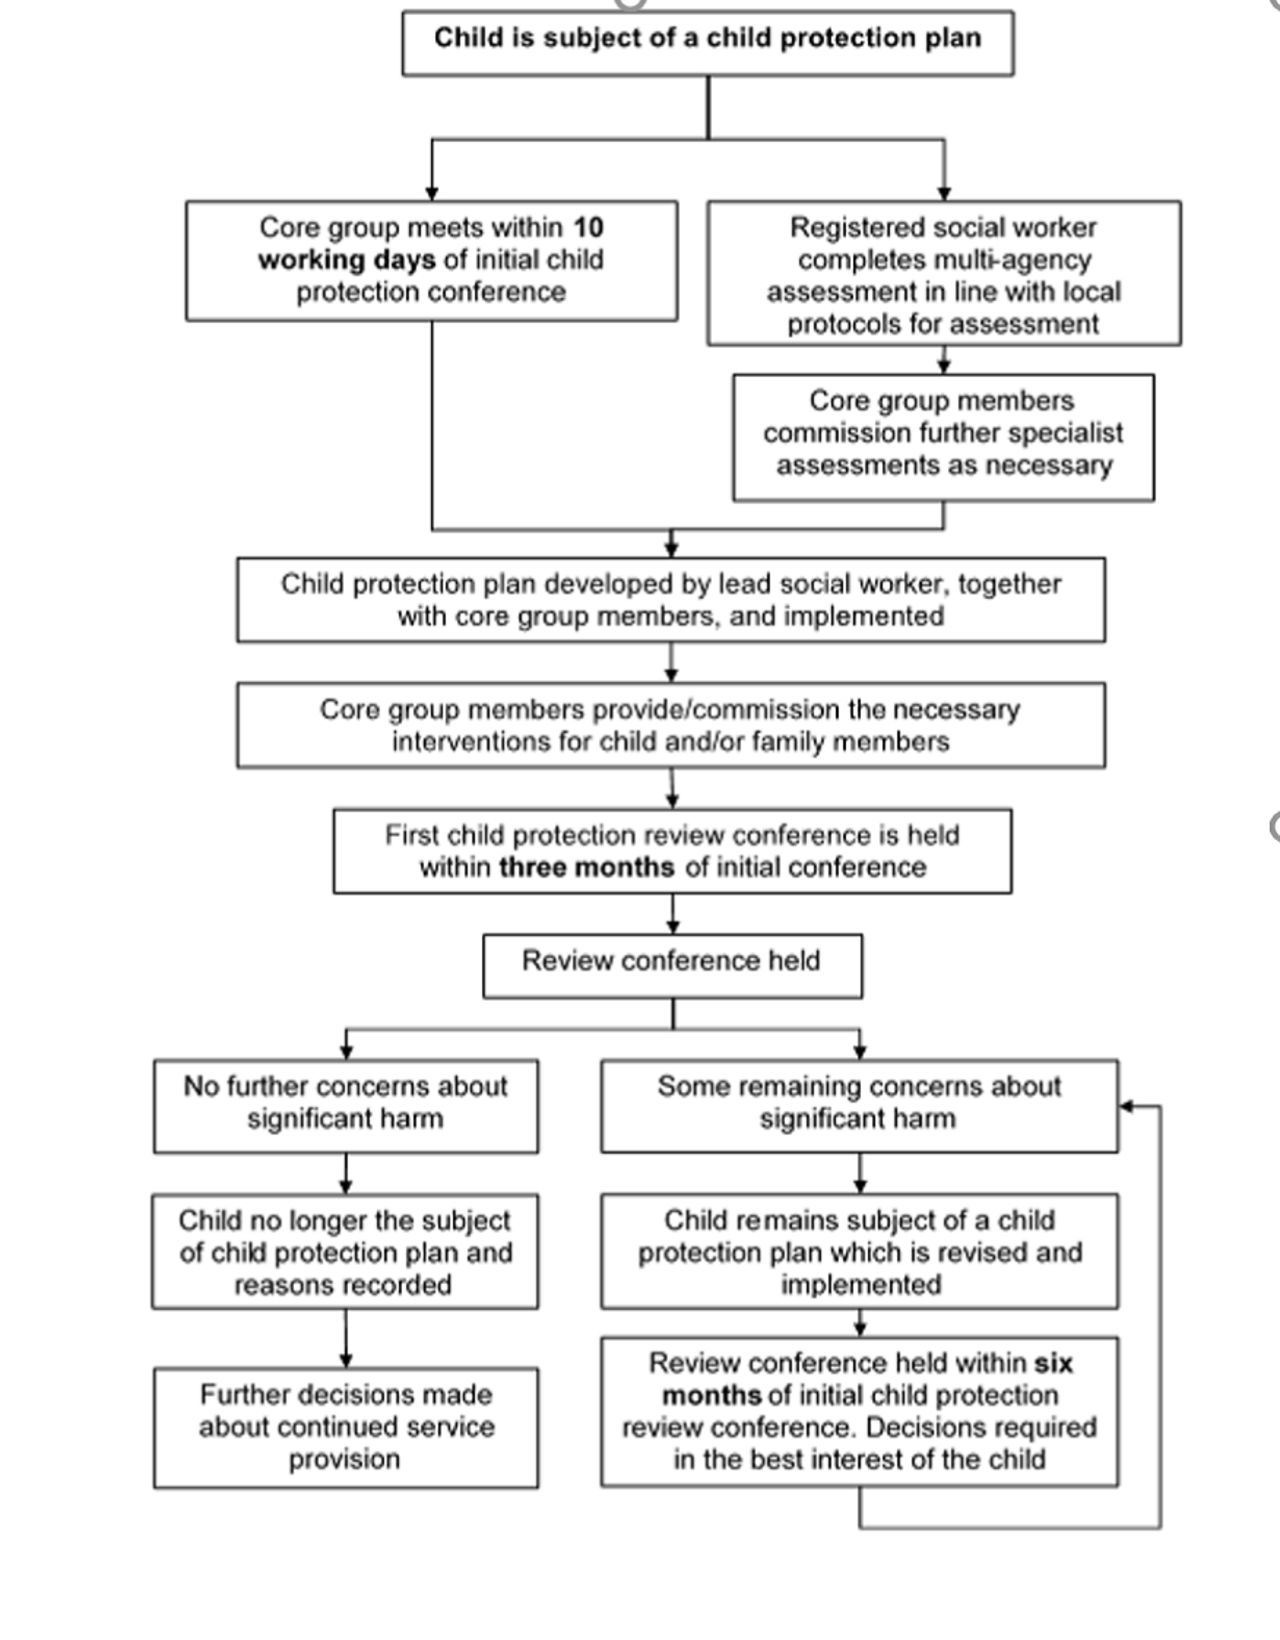 Child is subject of a child protection plan
Core group meets within 10
working days of initial child
protection conference
Registered social worker
completes multi-agency
assessment in line with local
protocols for assessment
Core group members
commission further specialist
assessments as necessary
Child protection plan developed by lead social worker, together
with core group members, and implemented
Core group members provide/commission the necessary
interventions for child and/or family members
First child protection review conference is held
within three months of initial conference
Review conference held
No further concerns about
significant harm
Some remaining concerns about
significant harm
Child no longer the subject
of child protection plan and
reasons recorded
Child remains subject of a child
protection plan which is revised and
implemented
Further decisions made
about continued service
provision
Review conference held within six
months of initial child protection
review conference. Decisions required
in the best interest of the child